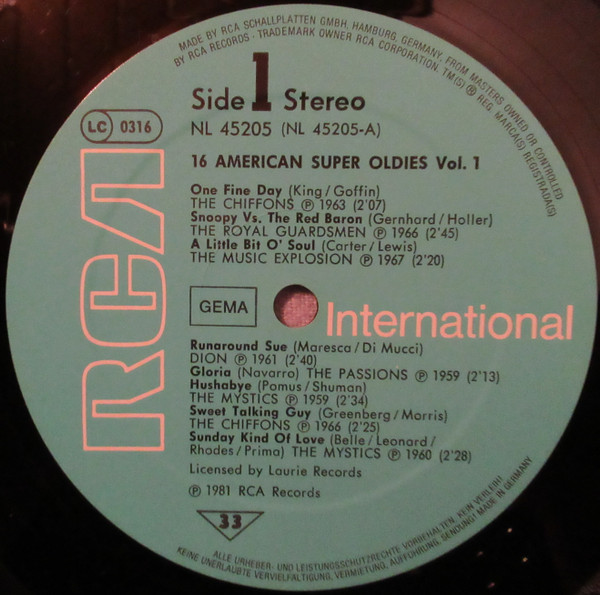 MADE BY RCA SCHALLPLATTEN GMBH, HAMBURG, GERMANY, FROM MASTERS OWNED OR CONTROLLED
BY RCA RECORDS · TRADEMARK OWNER RCA CORPORATION. TM(S) ® REG. MARCA(S) REGISTRADA(S)
Side 1 Stereo
LC 0316
NL 45205 (NL 45205-A)
16 AMERICAN SUPER OLDIES Vol. 1
One Fine Day (King/Goffin)
THE CHIFFONS ℗ 1963 (2'07)
Snoopy Vs. The Red Baron (Gernhard/Holler)
THE ROYAL GUARDSMEN ℗ 1966 (2'45)
A Little Bit O' Soul (Carter/Lewis)
THE MUSIC EXPLOSION ℗ 1967 (2'20)
RCA
GEMA
International
Runaround Sue (Maresca/Di Mucci)
DION ℗ 1961 (2'40)
Gloria (Navarro) THE PASSIONS ℗ 1959 (2'13)
Hushabye (Pomus/Shuman)
THE MYSTICS ℗ 1959 (2'34)
Sweet Talking Guy (Greenberg/Morris)
THE CHIFFONS ℗ 1966 (2'25)
Sunday Kind Of Love (Belle/Leonard/
Rhodes/Prima) THE MYSTICS ℗ 1960 (2'28)
Licensed by Laurie Records
℗ 1981 RCA Records
33
ALLE URHEBER- UND LEISTUNGSSCHUTZRECHTE VORBEHALTEN. KEIN VERLEIH!
KEINE UNERLAUBTE VERVIELFÄLTIGUNG, VERMIETUNG, AUFFÜHRUNG, SENDUNG! MADE IN GERMANY